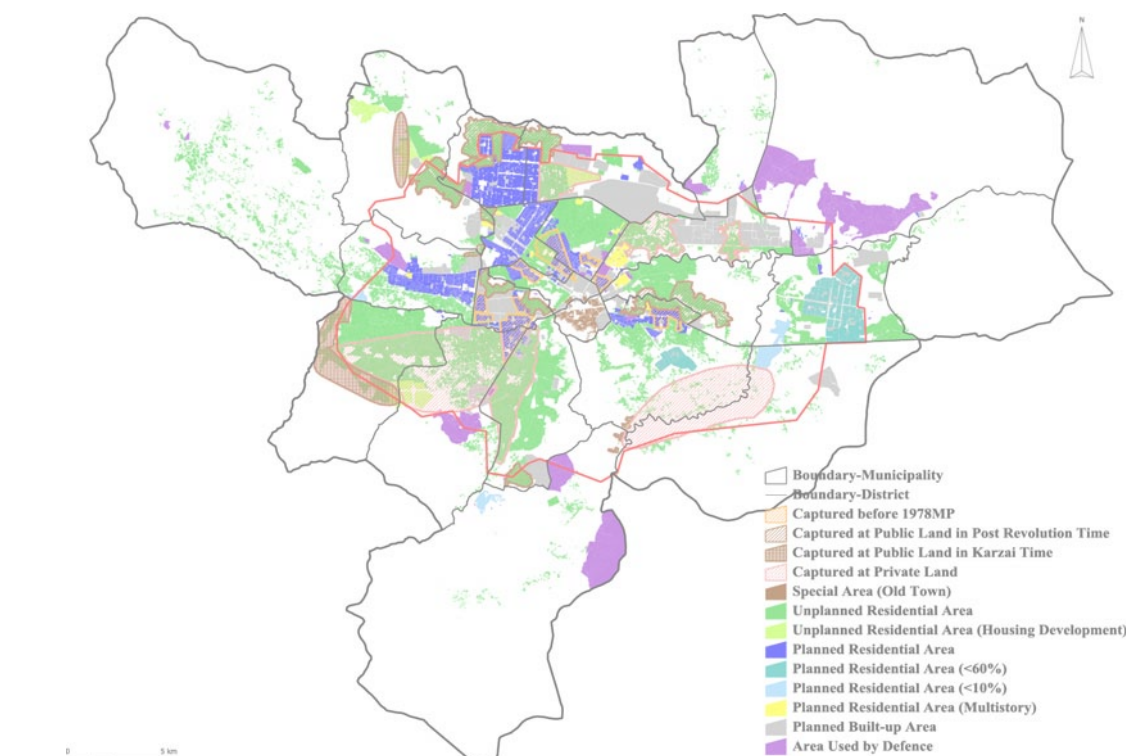 N
Boundary-Municipality
Boundary-District
Captured before 1978MP
Captured at Public Land in Post Revolution Time
Captured at Public Land in Karzai Time
Captured at Private Land
Special Area (Old Town)
Unplanned Residential Area
Unplanned Residential Area (Housing Development)
Planned Residential Area
Planned Residential Area (<60%)
Planned Residential Area (<10%)
Planned Residential Area (Multistory)
Planned Built-up Area
Area Used by Defence
0 5 km